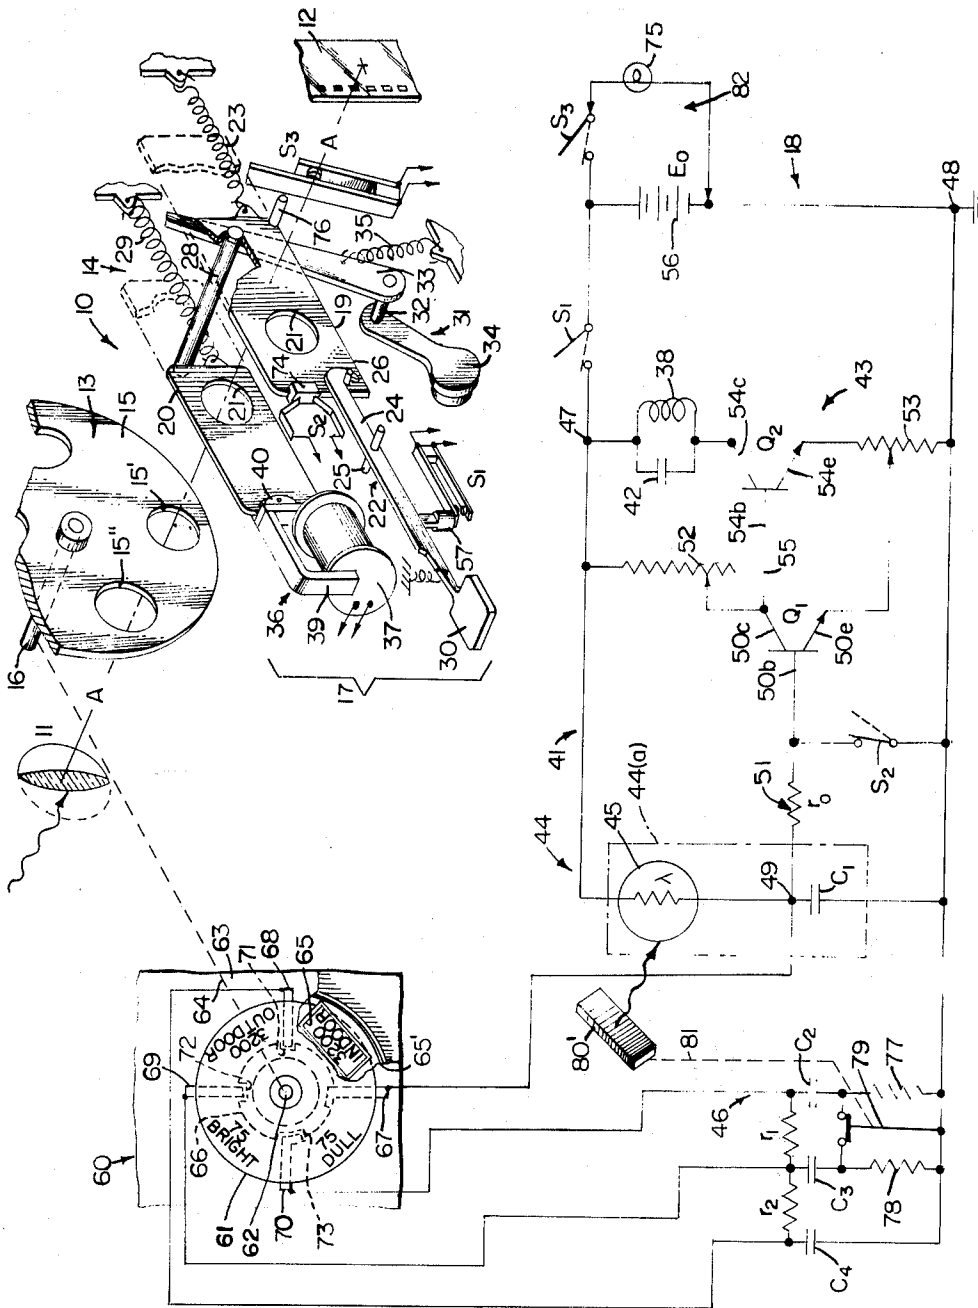 10
14
12
13
15
15'
15"
16
11
A
29
23
28
20
21
21
19
S3
A
76
35
33
32
31
34
74
26
24
25
22
S2
S1
57
40
36
39
37
30
17
60
69
72
64
63
68
71
65
65'
OUTDOOR
3200
3200
INDOOR
75
BRIGHT
75
DULL
66
61
62
70
73
67
75
S3
82
E0
56
18
48
S1
47
38
42
54c
Q2
43
54e
54b
53
52
55
50c
Q1
50b
50e
41
44
44(a)
45
λ
51
r0
S2
49
C1
80'
81
46
C2
79
77
r1
C3
78
r2
C4